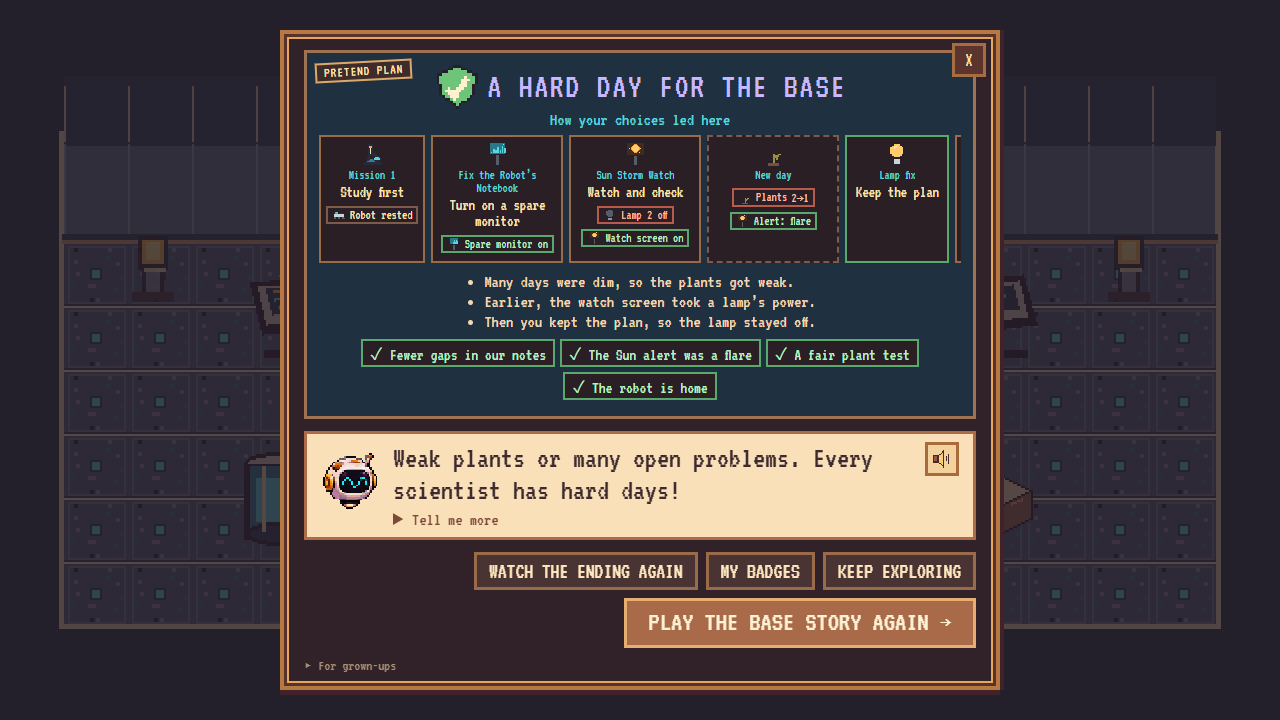 PRETEND PLAN
X
A HARD DAY FOR THE BASE
How your choices led here
Mission 1
Study first
Robot rested
Fix the Robot's
Notebook
Turn on a spare
monitor
Spare monitor on
Sun Storm Watch
Watch and check
Lamp 2 off
Watch screen on
New day
Plants 2→1
Alert: flare
Lamp fix
Keep the plan
• Many days were dim, so the plants got weak.
• Earlier, the watch screen took a lamp's power.
• Then you kept the plan, so the lamp stayed off.
✓ Fewer gaps in our notes
✓ The Sun alert was a flare
✓ A fair plant test
✓ The robot is home
Weak plants or many open problems. Every
scientist has hard days!
▶ Tell me more
WATCH THE ENDING AGAIN
MY BADGES
KEEP EXPLORING
PLAY THE BASE STORY AGAIN →
▶ For grown-ups